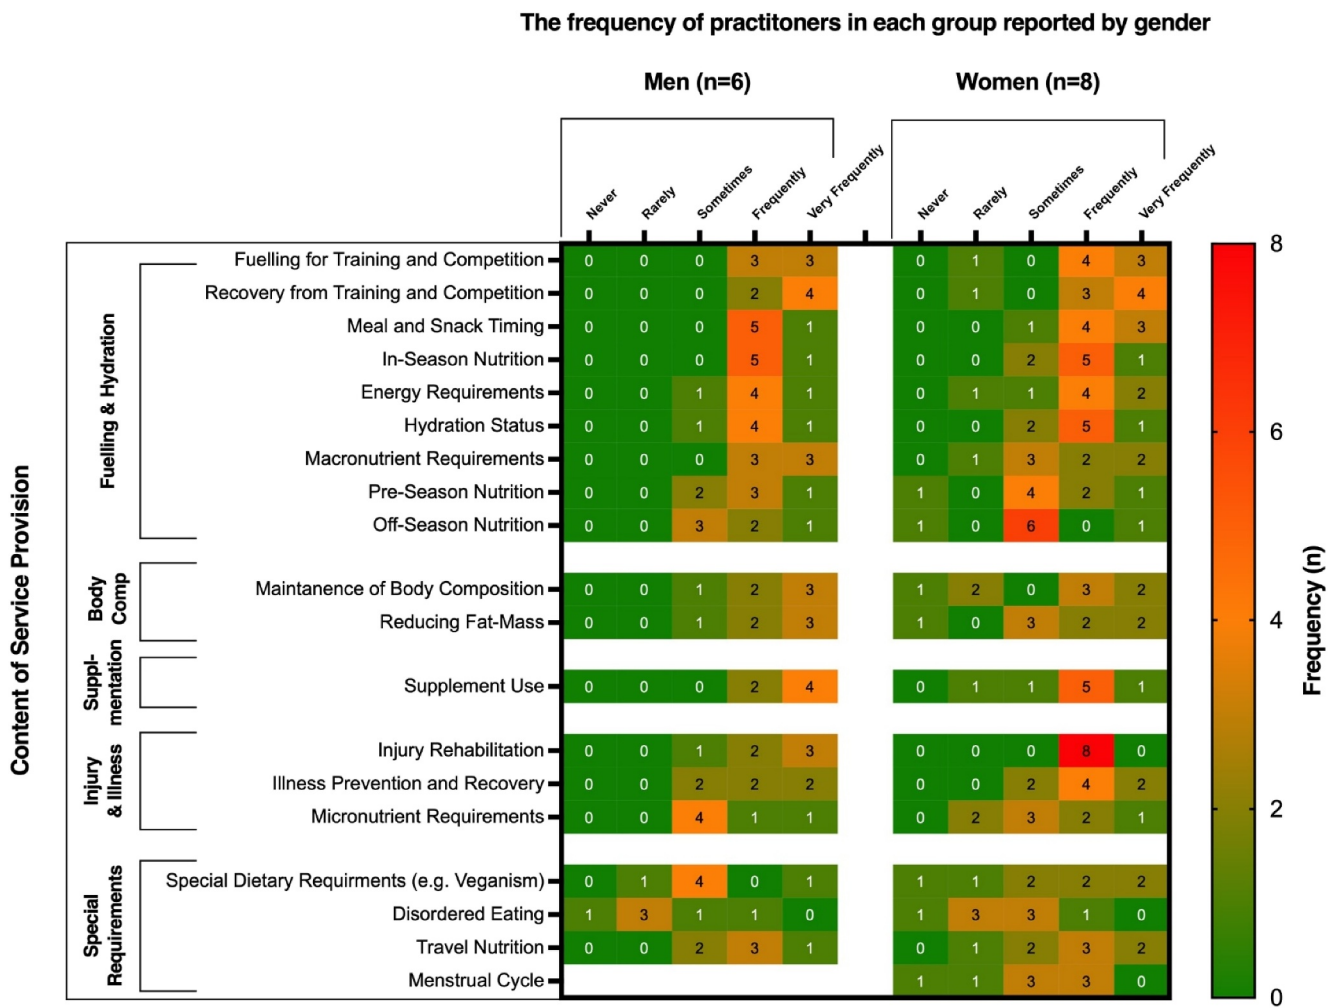 The frequency of practitoners in each group reported by gender
Men (n=6)
Women (n=8)
Never
Rarely
Sometimes
Frequently
Very Frequently
Never
Rarely
Sometimes
Frequently
Very Frequently
Content of Service Provision
Fuelling & Hydration
Fuelling for Training and Competition 0 0 0 3 3 0 1 0 4 3
Recovery from Training and Competition 0 0 0 2 4 0 1 0 3 4
Meal and Snack Timing 0 0 0 5 1 0 0 1 4 3
In-Season Nutrition 0 0 0 5 1 0 0 2 5 1
Energy Requirements 0 0 1 4 1 0 1 1 4 2
Hydration Status 0 0 1 4 1 0 0 2 5 1
Macronutrient Requirements 0 0 0 3 3 0 1 3 2 2
Pre-Season Nutrition 0 0 2 3 1 1 0 4 2 1
Off-Season Nutrition 0 0 3 2 1 1 0 6 0 1
Body
Comp
Maintanence of Body Composition 0 0 1 2 3 1 2 0 3 2
Reducing Fat-Mass 0 0 1 2 3 1 0 3 2 2
Suppl-
mentation
Supplement Use 0 0 0 2 4 0 1 1 5 1
Injury
& Illness
Injury Rehabilitation 0 0 1 2 3 0 0 0 8 0
Illness Prevention and Recovery 0 0 2 2 2 0 0 2 4 2
Micronutrient Requirements 0 0 4 1 1 0 2 3 2 1
Special
Requirements
Special Dietary Requirments (e.g. Veganism) 0 1 4 0 1 1 1 2 2 2
Disordered Eating 1 3 1 1 0 1 3 3 1 0
Travel Nutrition 0 0 2 3 1 0 1 2 3 2
Menstrual Cycle 1 1 3 3 0
8
6
4
2
0
Frequency (n)